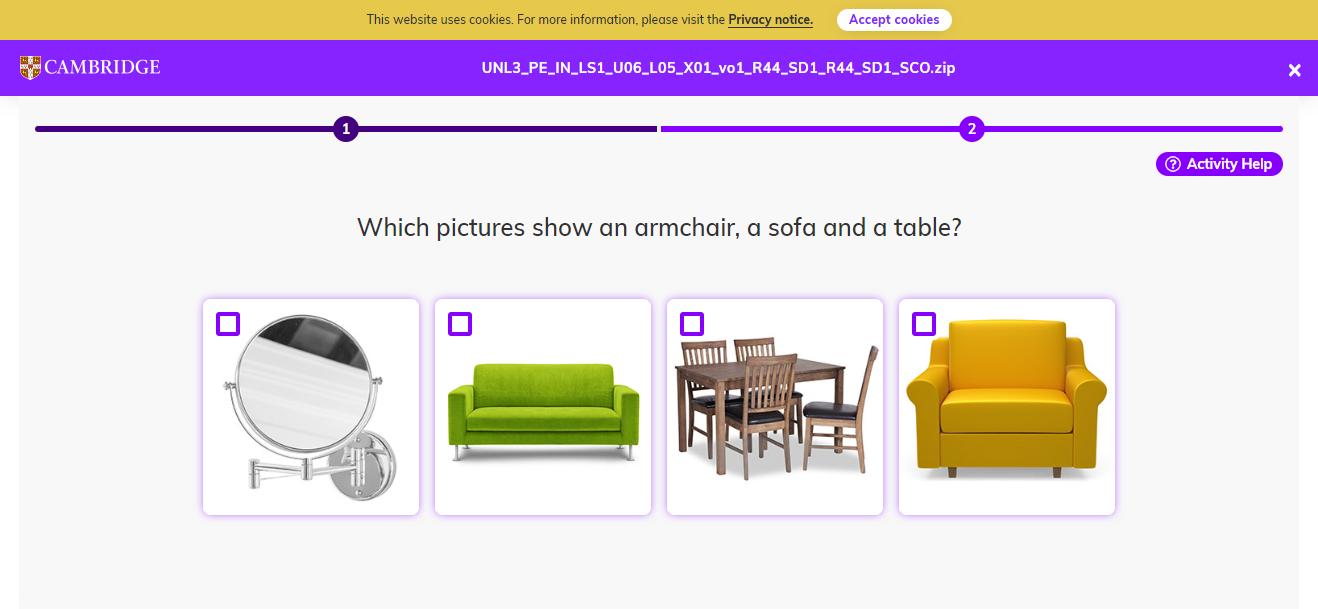 This website uses cookies. For more information, please visit the Privacy notice. Accept cookies
CAMBRIDGE
UNL3_PE_IN_LS1_U06_L05_X01_vo1_R44_SD1_R44_SD1_SCO.zip
1
2
Activity Help
Which pictures show an armchair, a sofa and a table?